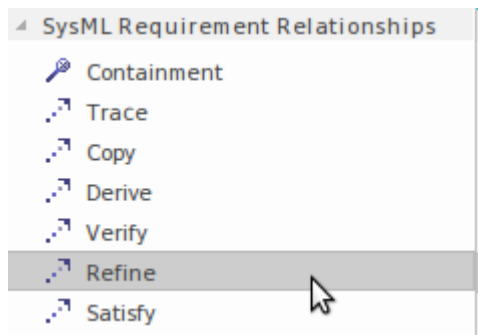 SysML Requirement Relationships
Containment
Trace
Copy
Derive
Verify
Refine
Satisfy